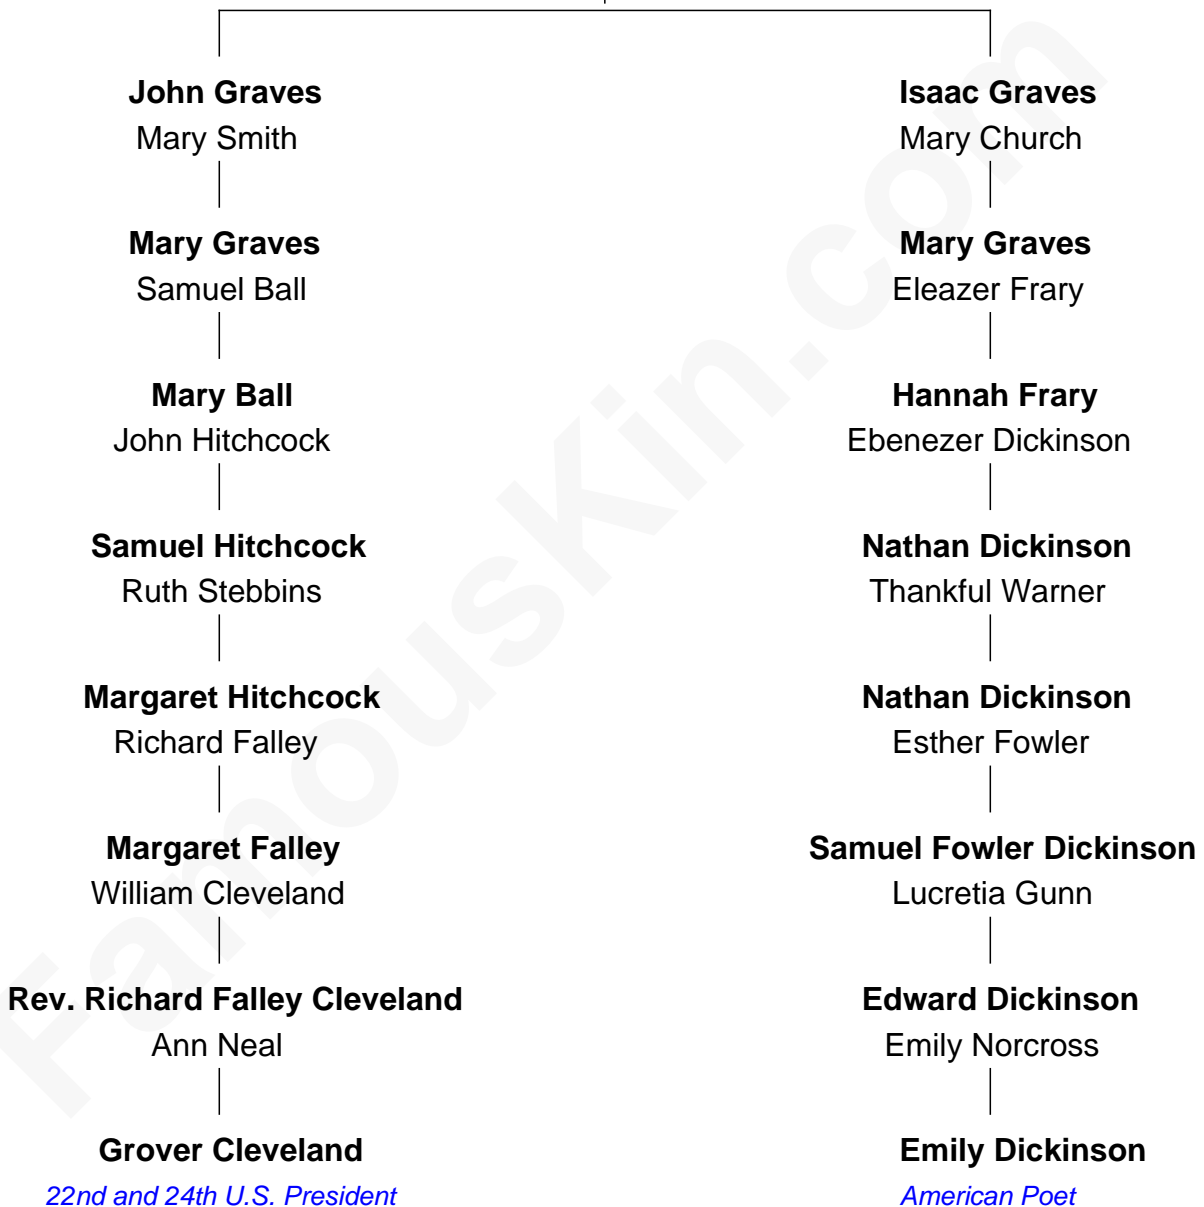 John Graves
Mary Smith
Isaac Graves
Mary Church
Mary Graves
Samuel Ball
Mary Graves
Eleazer Frary
Mary Ball
John Hitchcock
Hannah Frary
Ebenezer Dickinson
Samuel Hitchcock
Ruth Stebbins
Nathan Dickinson
Thankful Warner
Margaret Hitchcock
Richard Falley
Nathan Dickinson
Esther Fowler
Margaret Falley
William Cleveland
Samuel Fowler Dickinson
Lucretia Gunn
Rev. Richard Falley Cleveland
Ann Neal
Edward Dickinson
Emily Norcross
Grover Cleveland
22nd and 24th U.S. President
Emily Dickinson
American Poet
FamousKin.com